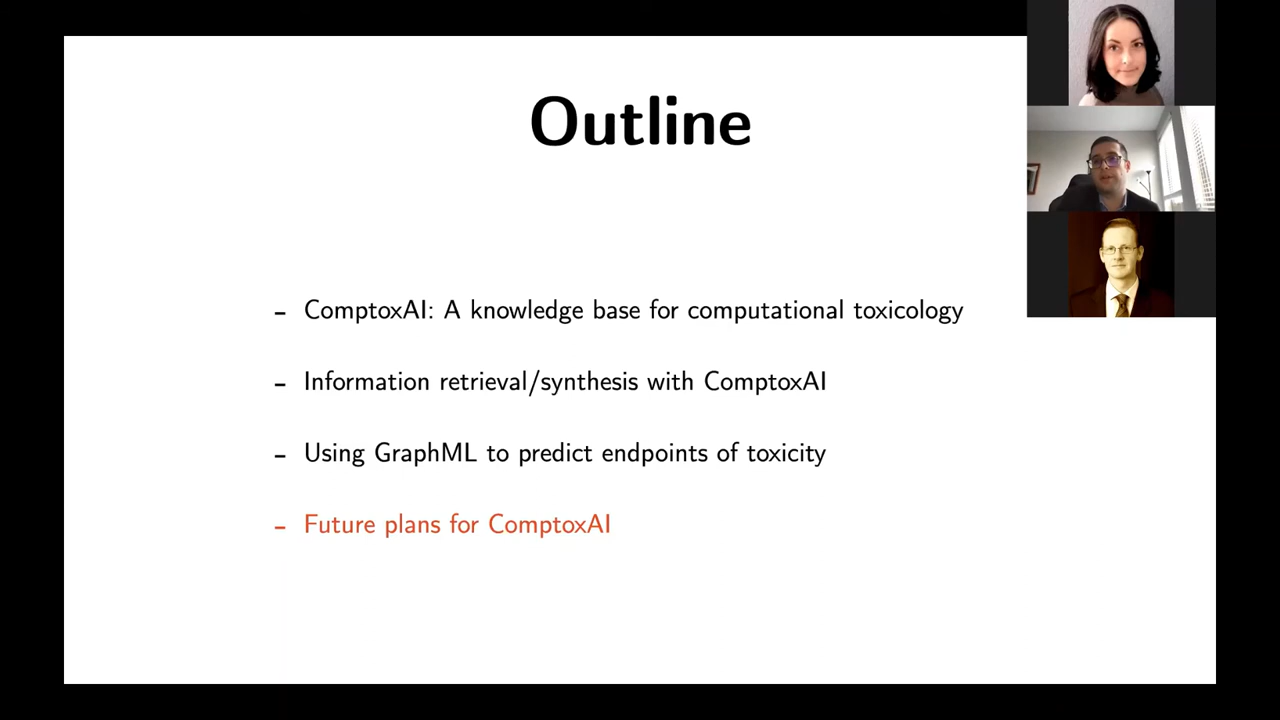 Outline
- ComptoxAI: A knowledge base for computational toxicology
- Information retrieval/synthesis with ComptoxAI
- Using GraphML to predict endpoints of toxicity
- Future plans for ComptoxAI